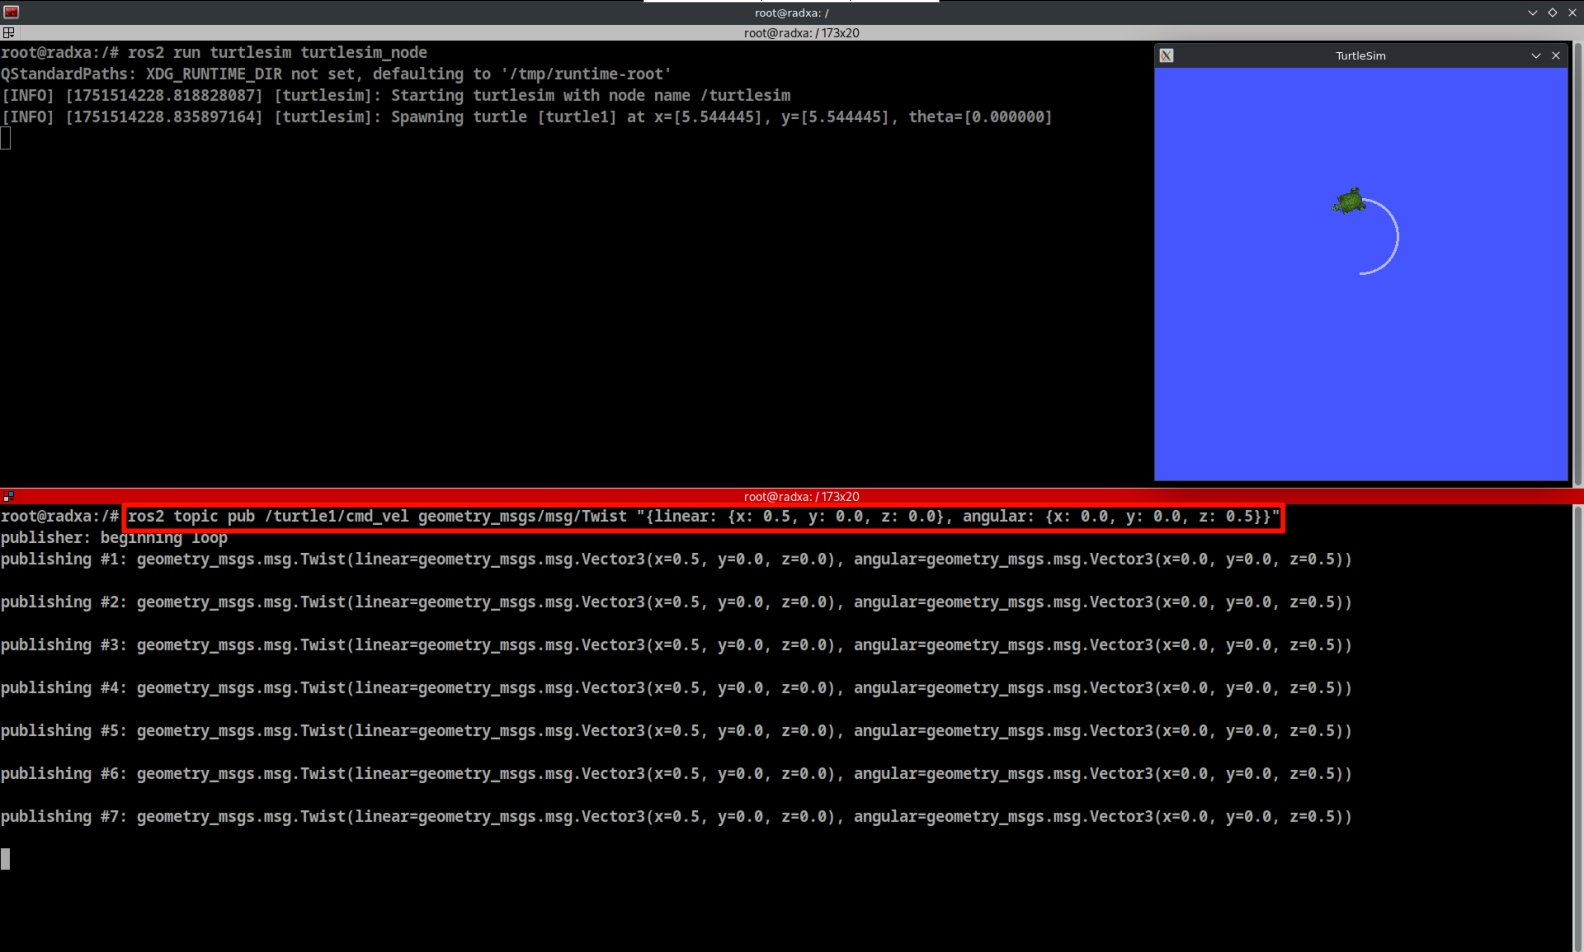 root@radxa: /
root@radxa: / 173x20
root@radxa:/# ros2 run turtlesim turtlesim_node
QStandardPaths: XDG_RUNTIME_DIR not set, defaulting to '/tmp/runtime-root'
[INFO] [1751514228.818828087] [turtlesim]: Starting turtlesim with node name /turtlesim
[INFO] [1751514228.835897164] [turtlesim]: Spawning turtle [turtle1] at x=[5.544445], y=[5.544445], theta=[0.000000]
TurtleSim
root@radxa: / 173x20
root@radxa:/# ros2 topic pub /turtle1/cmd_vel geometry_msgs/msg/Twist "{linear: {x: 0.5, y: 0.0, z: 0.0}, angular: {x: 0.0, y: 0.0, z: 0.5}}"
publisher: beginning loop
publishing #1: geometry_msgs.msg.Twist(linear=geometry_msgs.msg.Vector3(x=0.5, y=0.0, z=0.0), angular=geometry_msgs.msg.Vector3(x=0.0, y=0.0, z=0.5))
publishing #2: geometry_msgs.msg.Twist(linear=geometry_msgs.msg.Vector3(x=0.5, y=0.0, z=0.0), angular=geometry_msgs.msg.Vector3(x=0.0, y=0.0, z=0.5))
publishing #3: geometry_msgs.msg.Twist(linear=geometry_msgs.msg.Vector3(x=0.5, y=0.0, z=0.0), angular=geometry_msgs.msg.Vector3(x=0.0, y=0.0, z=0.5))
publishing #4: geometry_msgs.msg.Twist(linear=geometry_msgs.msg.Vector3(x=0.5, y=0.0, z=0.0), angular=geometry_msgs.msg.Vector3(x=0.0, y=0.0, z=0.5))
publishing #5: geometry_msgs.msg.Twist(linear=geometry_msgs.msg.Vector3(x=0.5, y=0.0, z=0.0), angular=geometry_msgs.msg.Vector3(x=0.0, y=0.0, z=0.5))
publishing #6: geometry_msgs.msg.Twist(linear=geometry_msgs.msg.Vector3(x=0.5, y=0.0, z=0.0), angular=geometry_msgs.msg.Vector3(x=0.0, y=0.0, z=0.5))
publishing #7: geometry_msgs.msg.Twist(linear=geometry_msgs.msg.Vector3(x=0.5, y=0.0, z=0.0), angular=geometry_msgs.msg.Vector3(x=0.0, y=0.0, z=0.5))